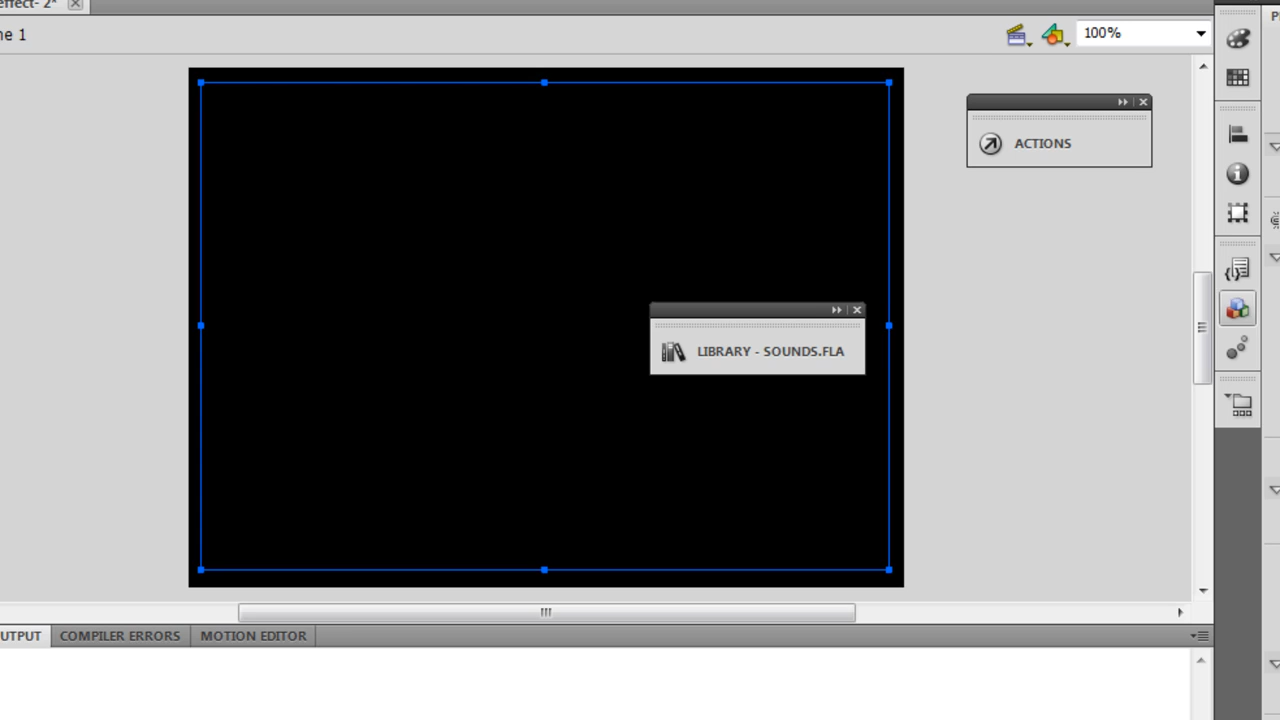 effect- 2*
ne 1
100%
P
ACTIONS
LIBRARY - SOUNDS.FLA
UTPUT
COMPILER ERRORS
MOTION EDITOR